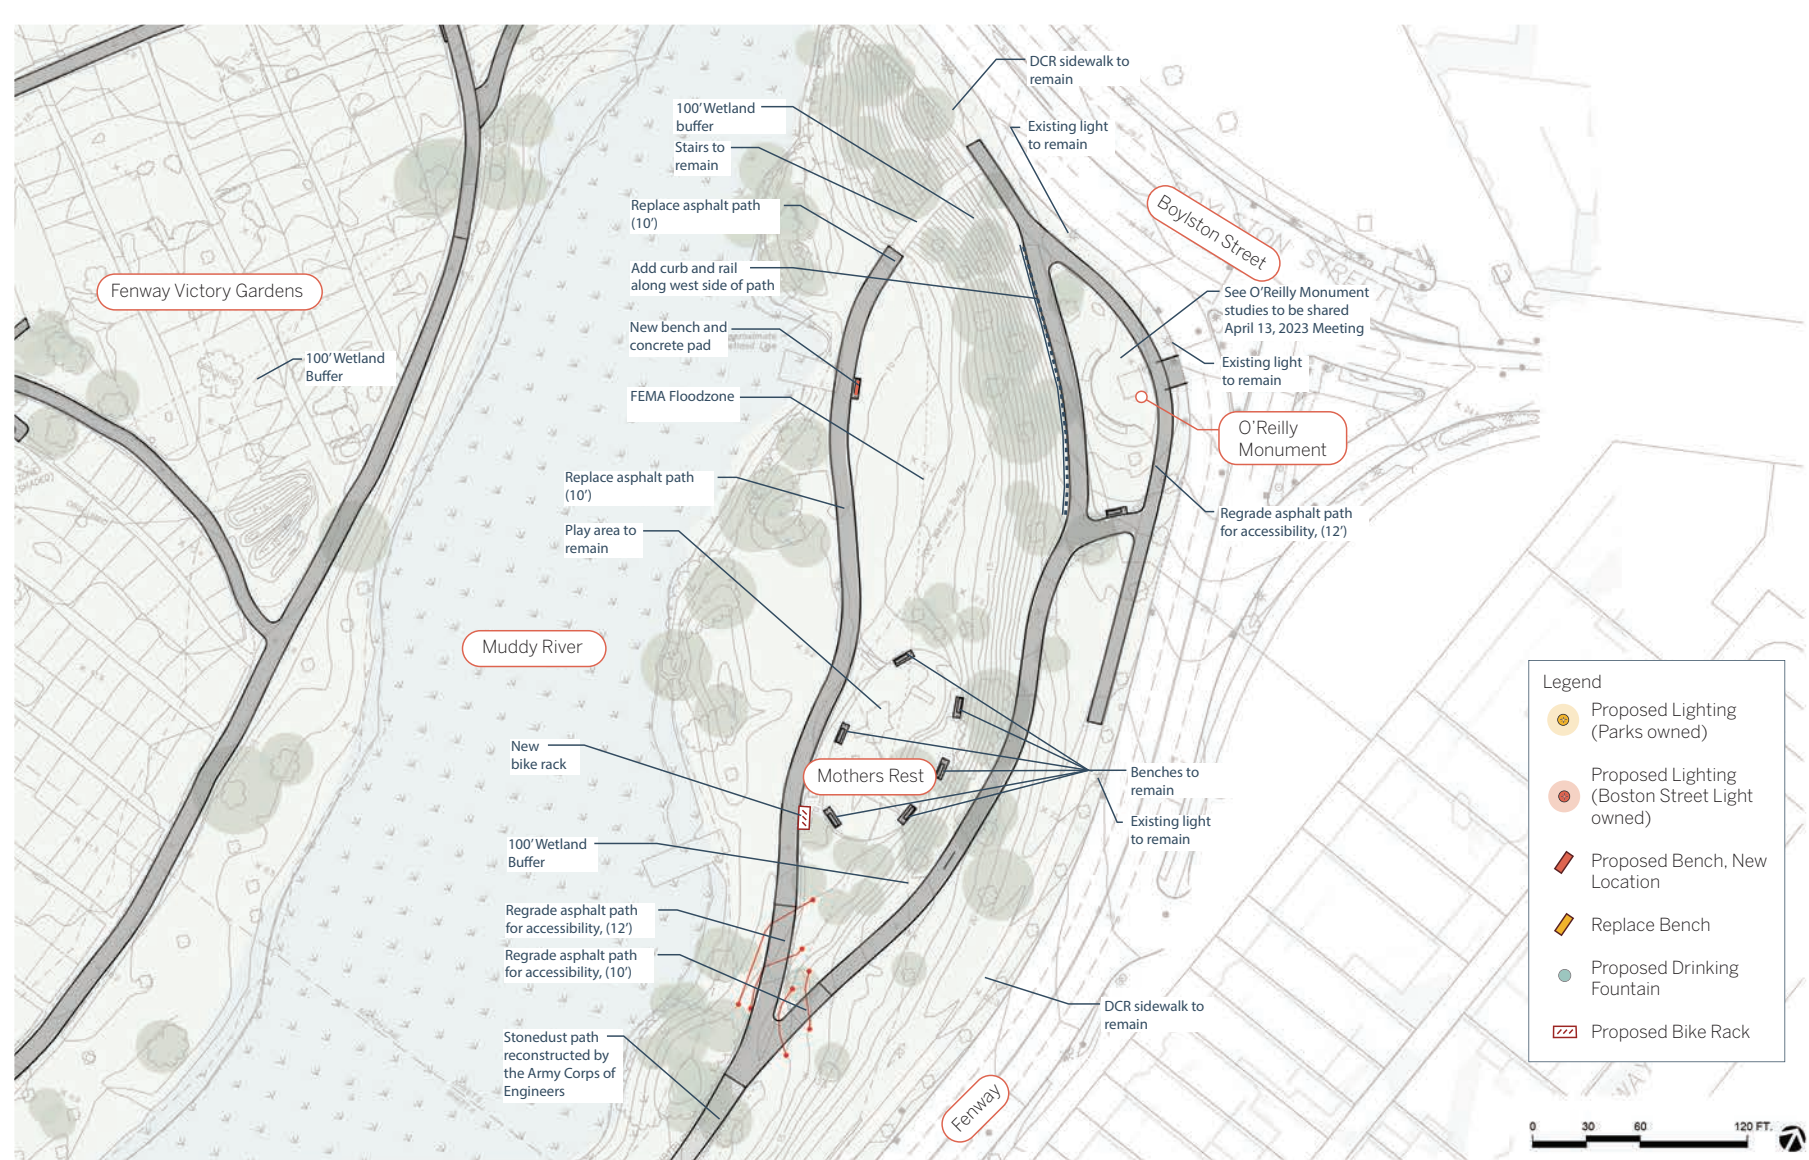 DCR sidewalk to
remain
100' Wetland
buffer
Existing light
to remain
Stairs to
remain
Replace asphalt path
(10')
Boylston Street
BOYLSTON STREET
Add curb and rail
along west side of path
Fenway Victory Gardens
See O'Reilly Monument
studies to be shared
April 13, 2023 Meeting
New bench and
concrete pad
100' Wetland
Buffer
Existing light
to remain
FEMA Floodzone
O'Reilly
Monument
Replace asphalt path
(10')
Regrade asphalt path
for accessibility, (12')
Play area to
remain
Muddy River
New
bike rack
Mothers Rest
Benches to
remain
Existing light
to remain
100' Wetland
Buffer
Regrade asphalt path
for accessibility, (12')
Regrade asphalt path
for accessibility, (10')
DCR sidewalk to
remain
Stonedust path
reconstructed by
the Army Corps of
Engineers
Fenway
Legend
Proposed Lighting
(Parks owned)
Proposed Lighting
(Boston Street Light
owned)
Proposed Bench, New
Location
Replace Bench
Proposed Drinking
Fountain
Proposed Bike Rack
WAY
0 30 60 120 FT.